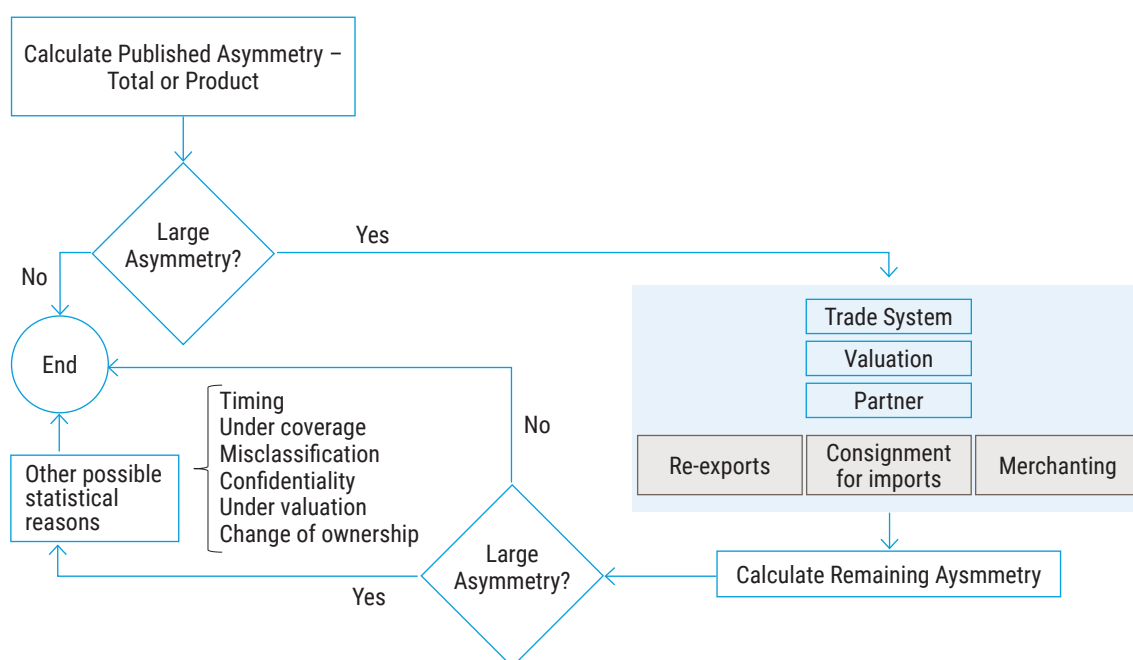 Calculate Published Asymmetry –
Total or Product
Large
Asymmetry?
Yes
No
Trade System
Valuation
Partner
Re-exports
Consignment
for imports
Merchanting
Calculate Remaining Aysmmetry
Large
Asymmetry?
No
Yes
Timing
Under coverage
Misclassification
Confidentiality
Under valuation
Change of ownership
Other possible
statistical
reasons
End